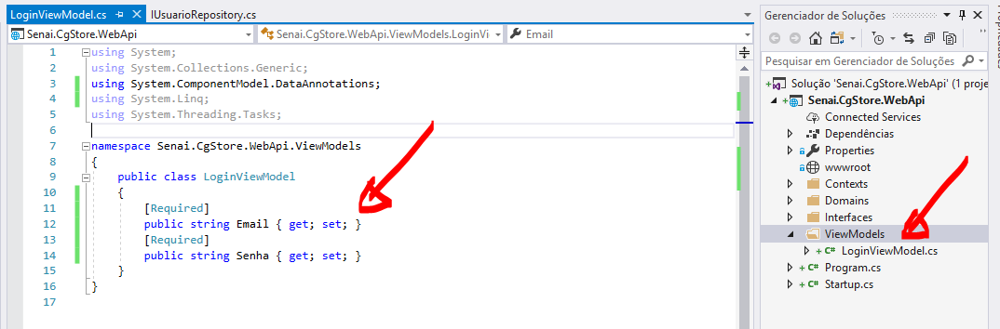 LoginViewModel.cs IUsuarioRepository.cs
Senai.CgStore.WebApi Senai.CgStore.WebApi.ViewModels.LoginVi Email
1 using System;
2 using System.Collections.Generic;
3 using System.ComponentModel.DataAnnotations;
4 using System.Linq;
5 using System.Threading.Tasks;
6
7 namespace Senai.CgStore.WebApi.ViewModels
8 {
9 public class LoginViewModel
10 {
11 [Required]
12 public string Email { get; set; }
13 [Required]
14 public string Senha { get; set; }
15 }
16 }
17
Gerenciador de Soluções
Pesquisar em Gerenciador de Soluções
Solução 'Senai.CgStore.WebApi' (1 proje
Senai.CgStore.WebApi
Connected Services
Dependências
Properties
wwwroot
Contexts
Domains
Interfaces
ViewModels
C# LoginViewModel.cs
C# Program.cs
C# Startup.cs